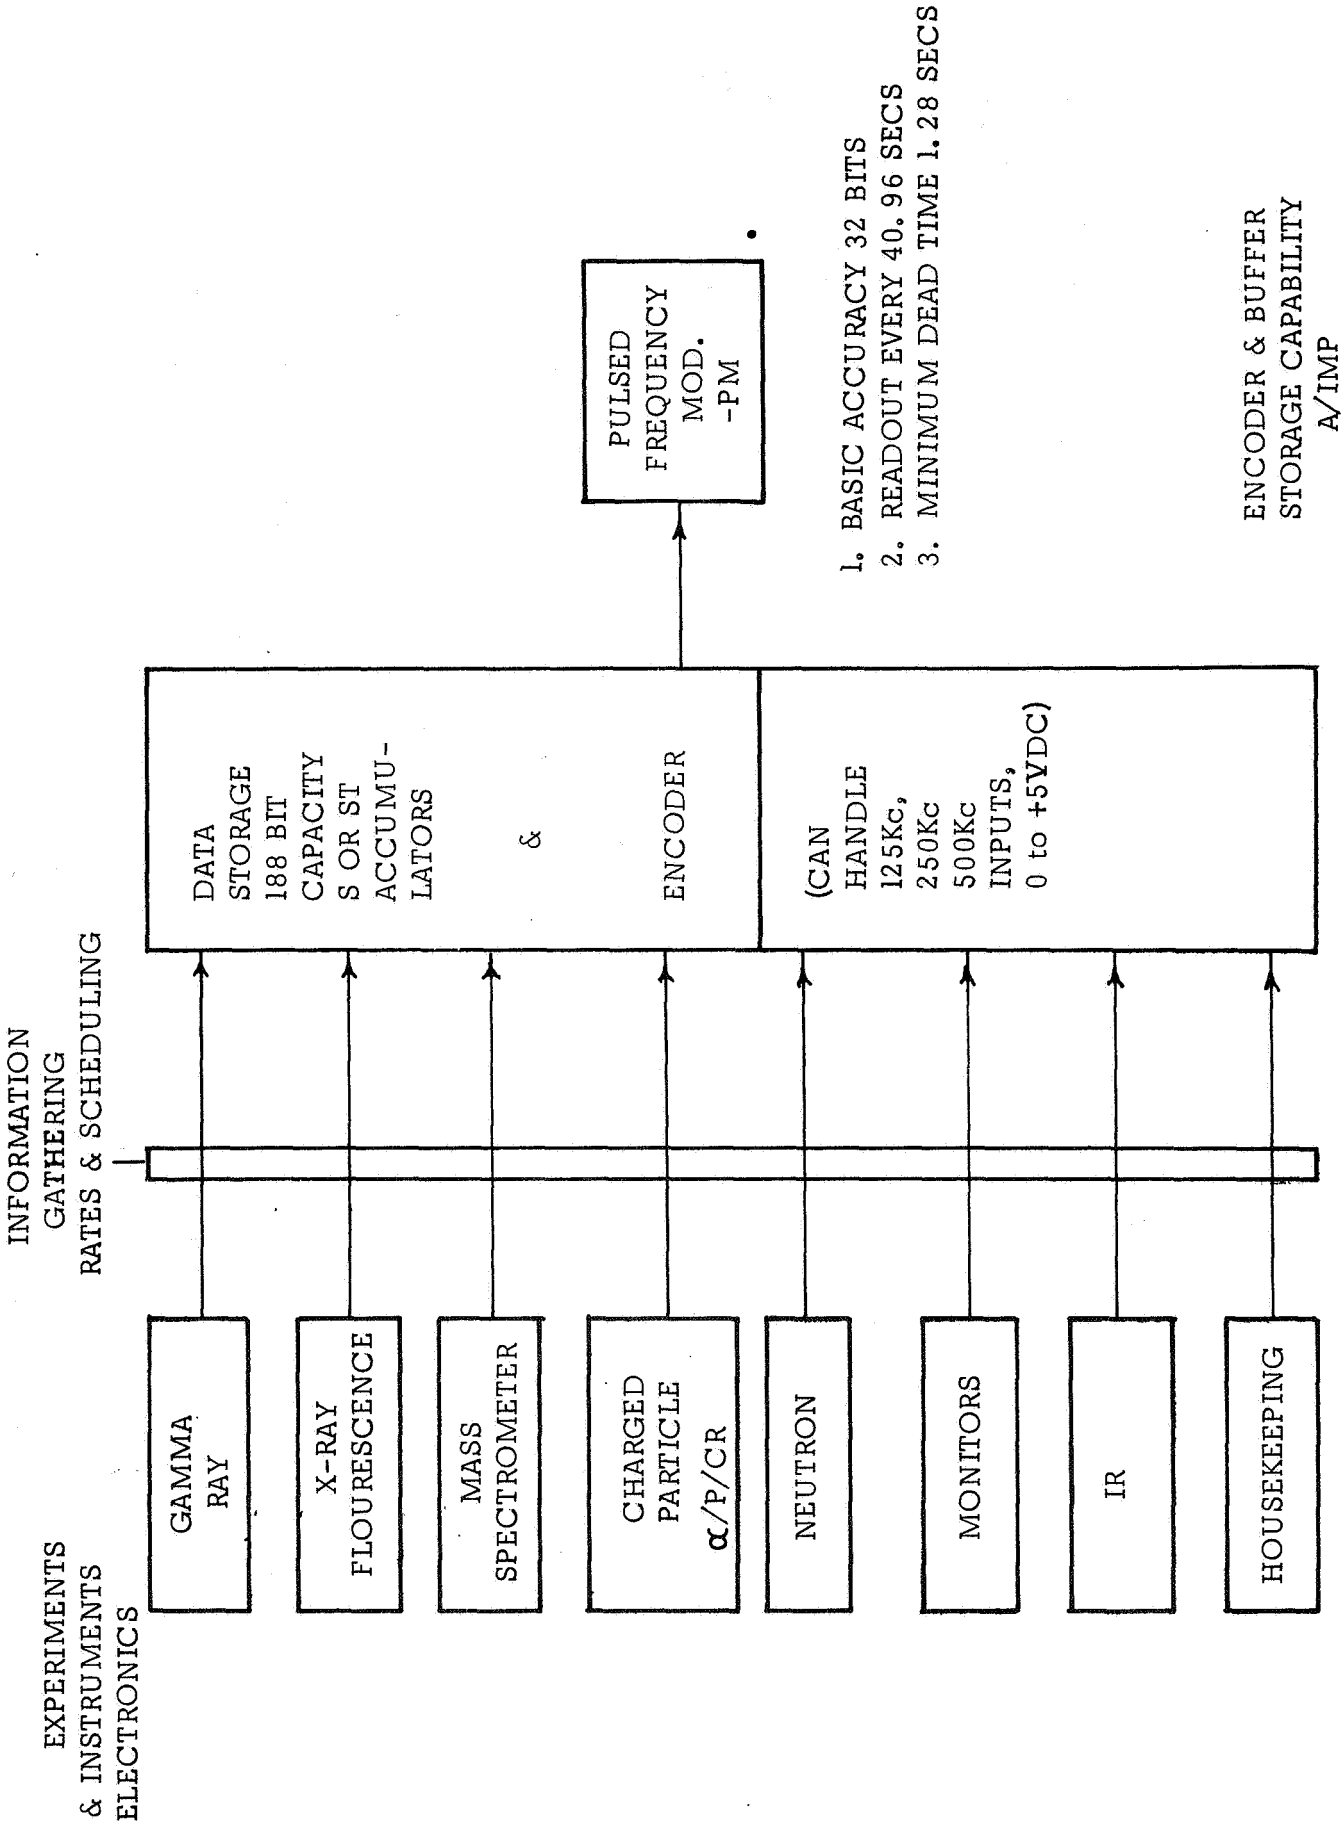 EXPERIMENTS
& INSTRUMENTS
ELECTRONICS
INFORMATION
GATHERING
RATES & SCHEDULING
GAMMA
RAY
X-RAY
FLOURESCENCE
MASS
SPECTROMETER
CHARGED
PARTICLE
α/P/CR
NEUTRON
MONITORS
IR
HOUSEKEEPING
DATA
STORAGE
188 BIT
CAPACITY
S OR ST
ACCUMU-
LATORS
&
ENCODER
(CAN
HANDLE
125Kc,
250Kc
500Kc
INPUTS,
0 to +5VDC)
PULSED
FREQUENCY
MOD.
-PM
1. BASIC ACCURACY 32 BITS
2. READOUT EVERY 40.96 SECS
3. MINIMUM DEAD TIME 1.28 SECS
ENCODER & BUFFER
STORAGE CAPABILITY
A/IMP